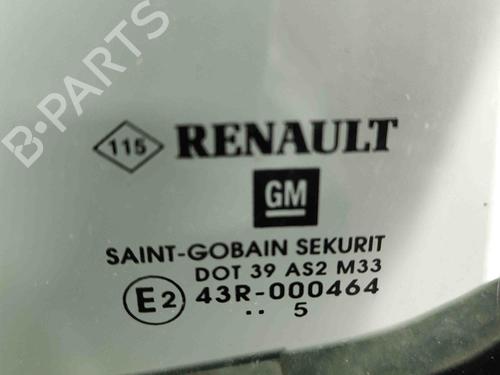 B-PARTS
115 RENAULT
GM
SAINT-GOBAIN SEKURIT
DOT 39 AS2 M33
E2 43R-000464
.. 5